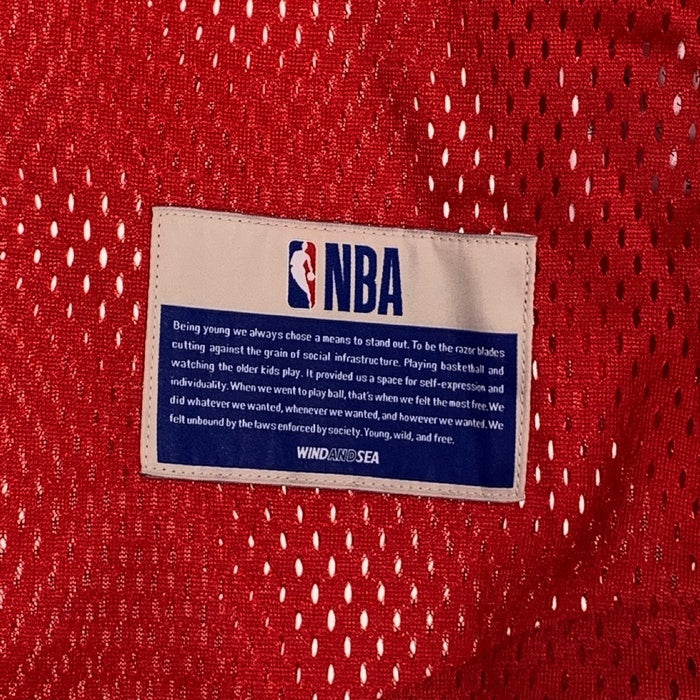 NBA
Being young we always chose a means to stand out. To be the razor blades
cutting against the grain of social infrastructure. Playing basketball and
watching the older kids play. It provided us a space for self-expression and
individuality. When we went to play ball, that's when we felt the most free. We
did whatever we wanted, whenever we wanted, and however we wanted. We
felt unbound by the laws enforced by society. Young, wild, and free.
WINDANDSEA